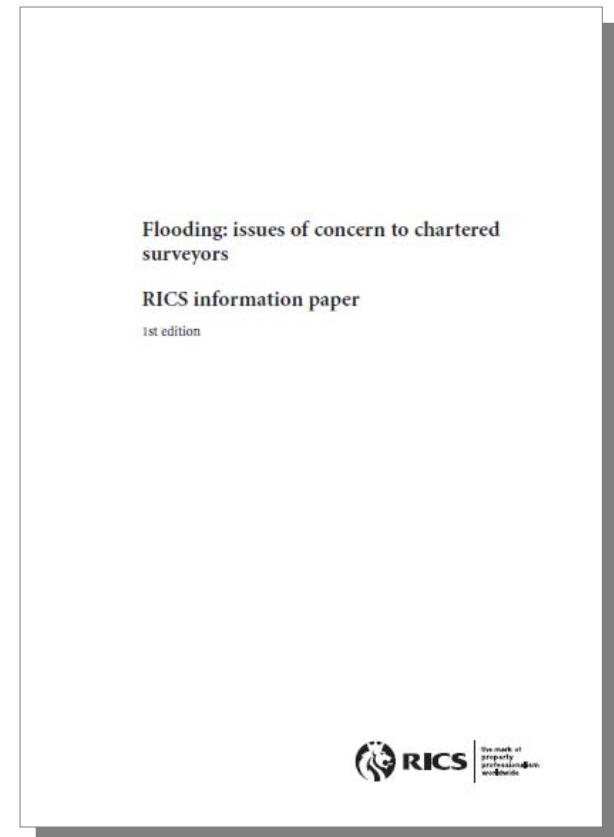 Flooding: issues of concern to chartered
surveyors
RICS information paper
1st edition
RICS
the mark of
property
professionalism
worldwide